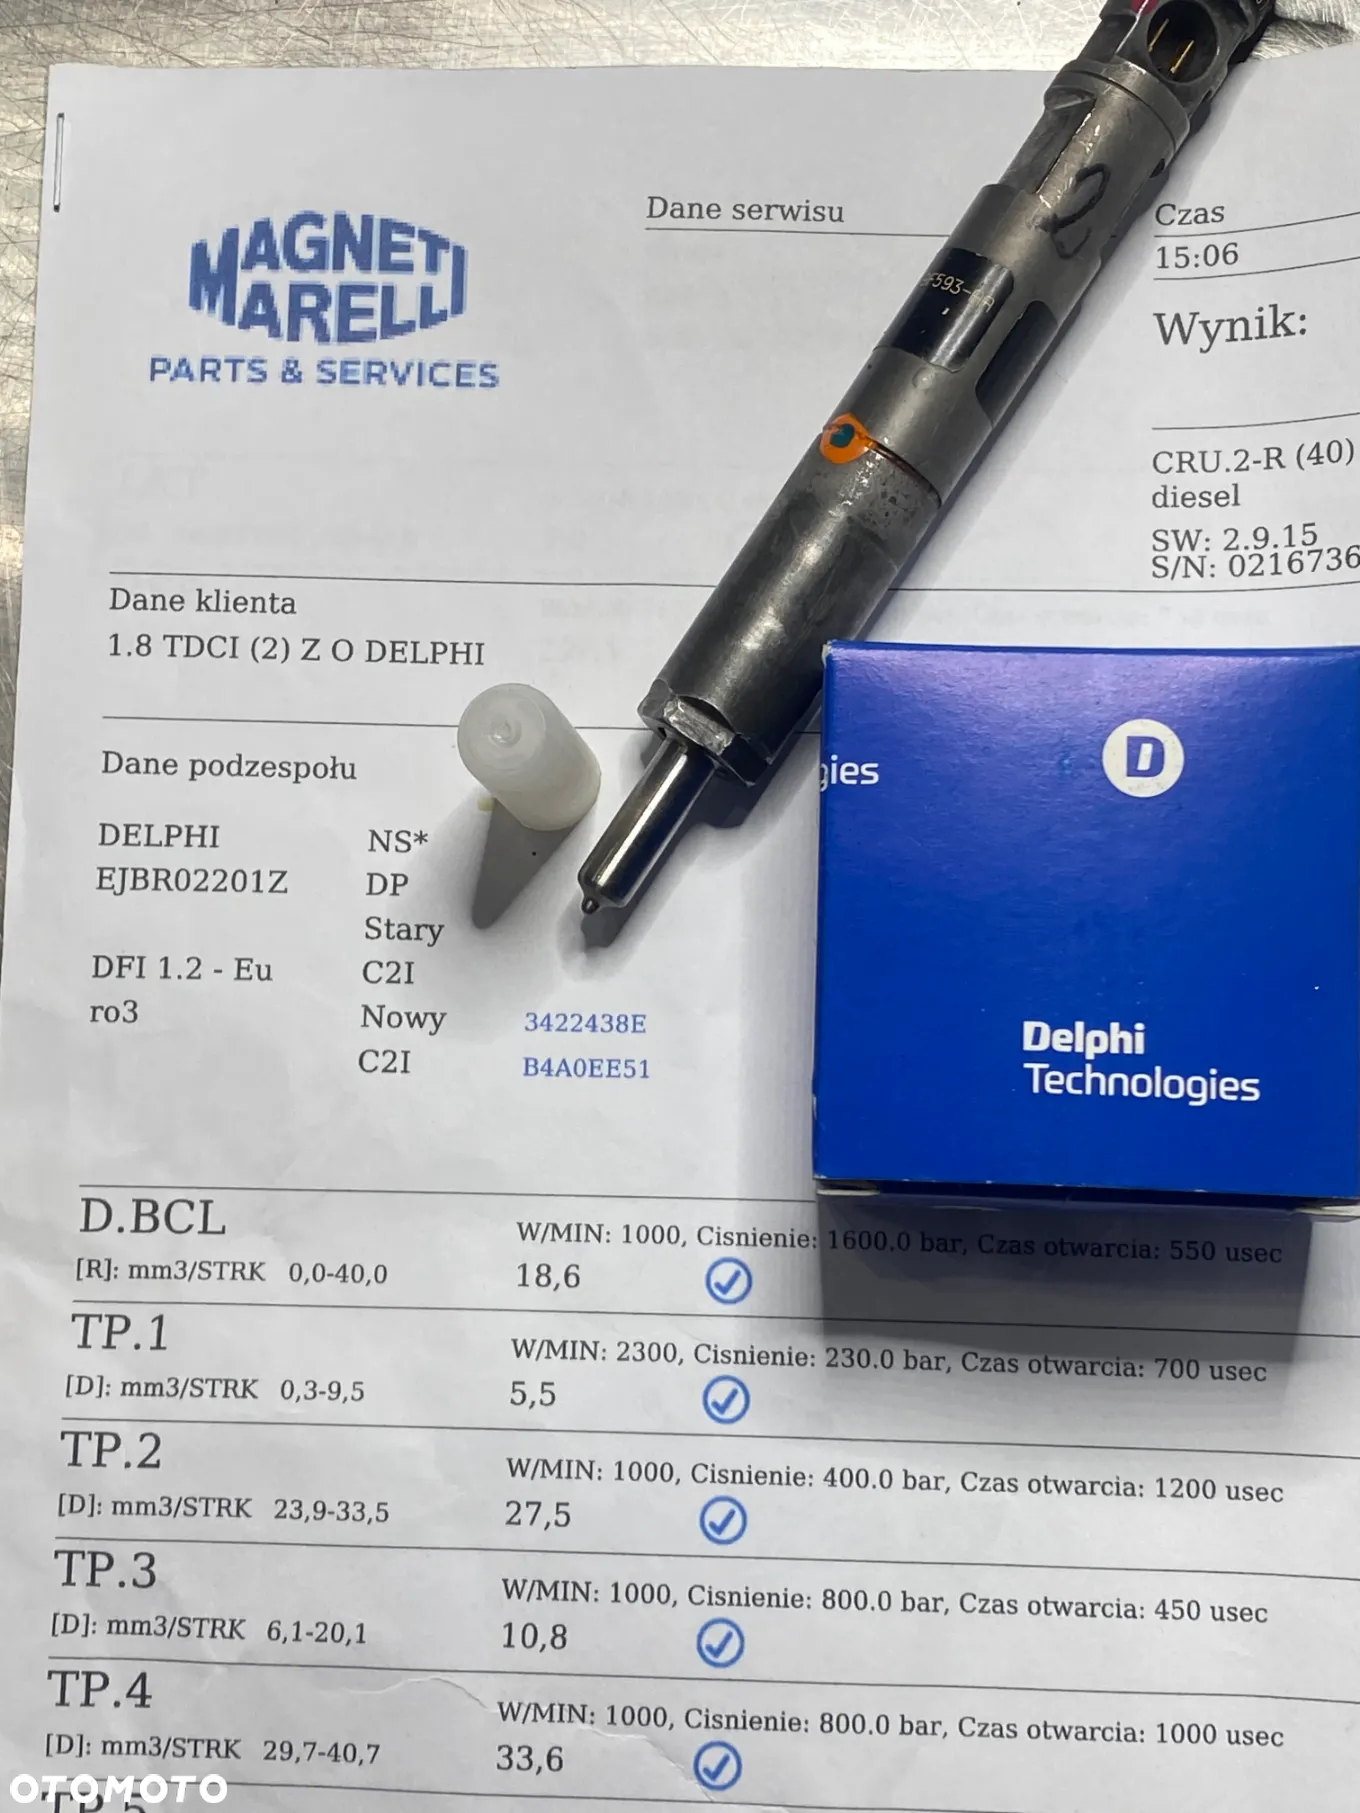 MAGNETI
MARELLI
PARTS & SERVICES
Dane serwisu
Czas
15:06
Wynik:
2
F593-
CRU.2-R (40)
diesel
SW: 2.9.15
S/N: 0216736
Dane klienta
1.8 TDCI (2) Z O DELPHI
Dane podzespołu
DELPHI NS*
EJBR02201Z DP
Stary
DFI 1.2 - Eu C2I
ro3 Nowy 3422438E
C2I B4A0EE51
gies
D
Delphi
Technologies
D.BCL W/MIN: 1000, Cisnienie: 1600.0 bar, Czas otwarcia: 550 usec
[R]: mm3/STRK 0,0-40,0 18,6
TP.1 W/MIN: 2300, Cisnienie: 230.0 bar, Czas otwarcia: 700 usec
[D]: mm3/STRK 0,3-9,5 5,5
TP.2 W/MIN: 1000, Cisnienie: 400.0 bar, Czas otwarcia: 1200 usec
[D]: mm3/STRK 23,9-33,5 27,5
TP.3 W/MIN: 1000, Cisnienie: 800.0 bar, Czas otwarcia: 450 usec
[D]: mm3/STRK 6,1-20,1 10,8
TP.4 W/MIN: 1000, Cisnienie: 800.0 bar, Czas otwarcia: 1000 usec
[D]: mm3/STRK 29,7-40,7 33,6
TP.5
OTOMOTO